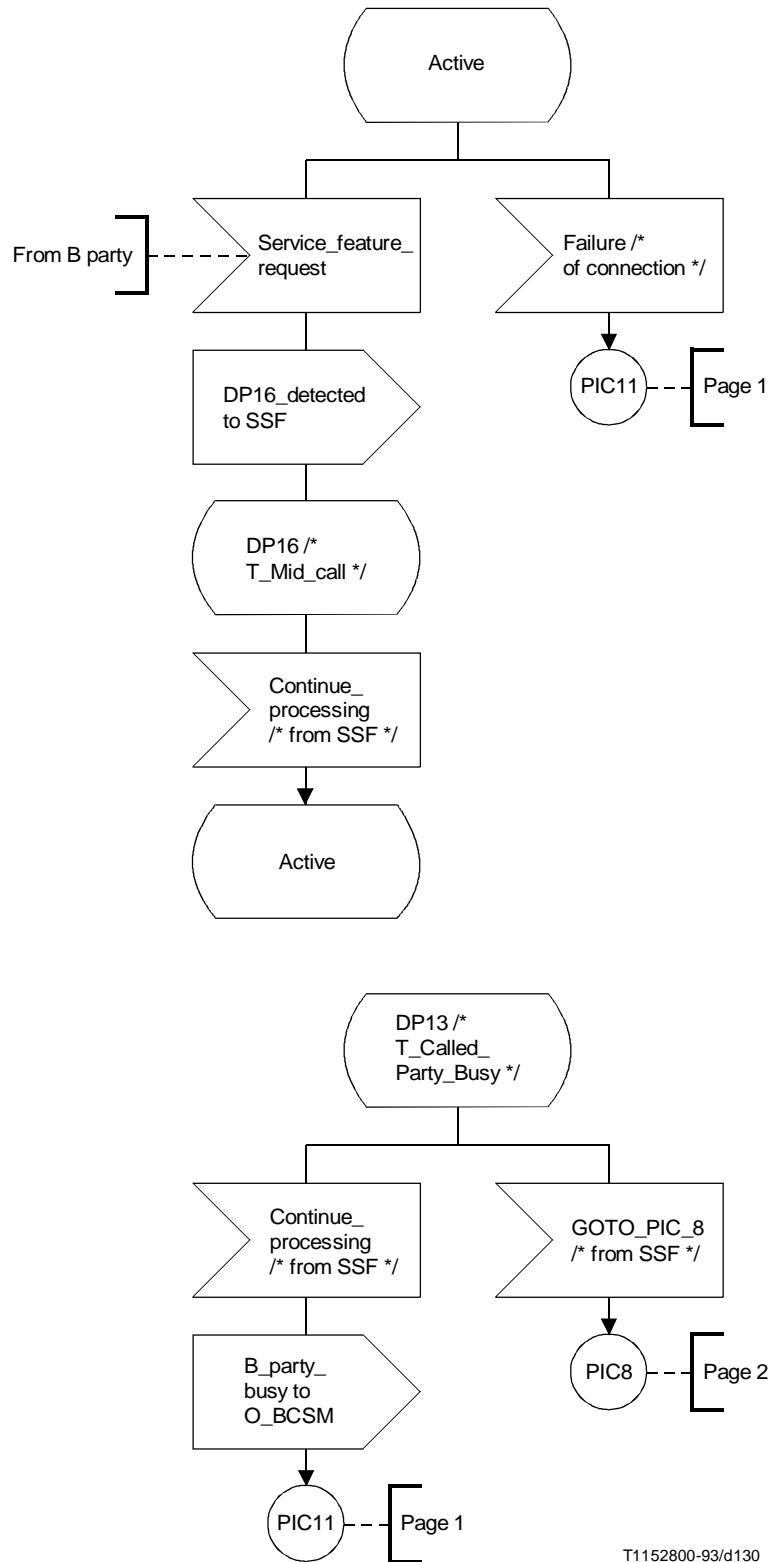 Active
From B party
Service_feature_
request
Failure /*
of connection */
DP16_detected
to SSF
PIC11
Page 1
DP16 /*
T_Mid_call */
Continue_
processing
/* from SSF */
Active
DP13 /*
T_Called_
Party_Busy */
Continue_
processing
/* from SSF */
GOTO_PIC_8
/* from SSF */
B_party_
busy to
O_BCSM
PIC8
Page 2
PIC11
Page 1
T1152800-93/d130